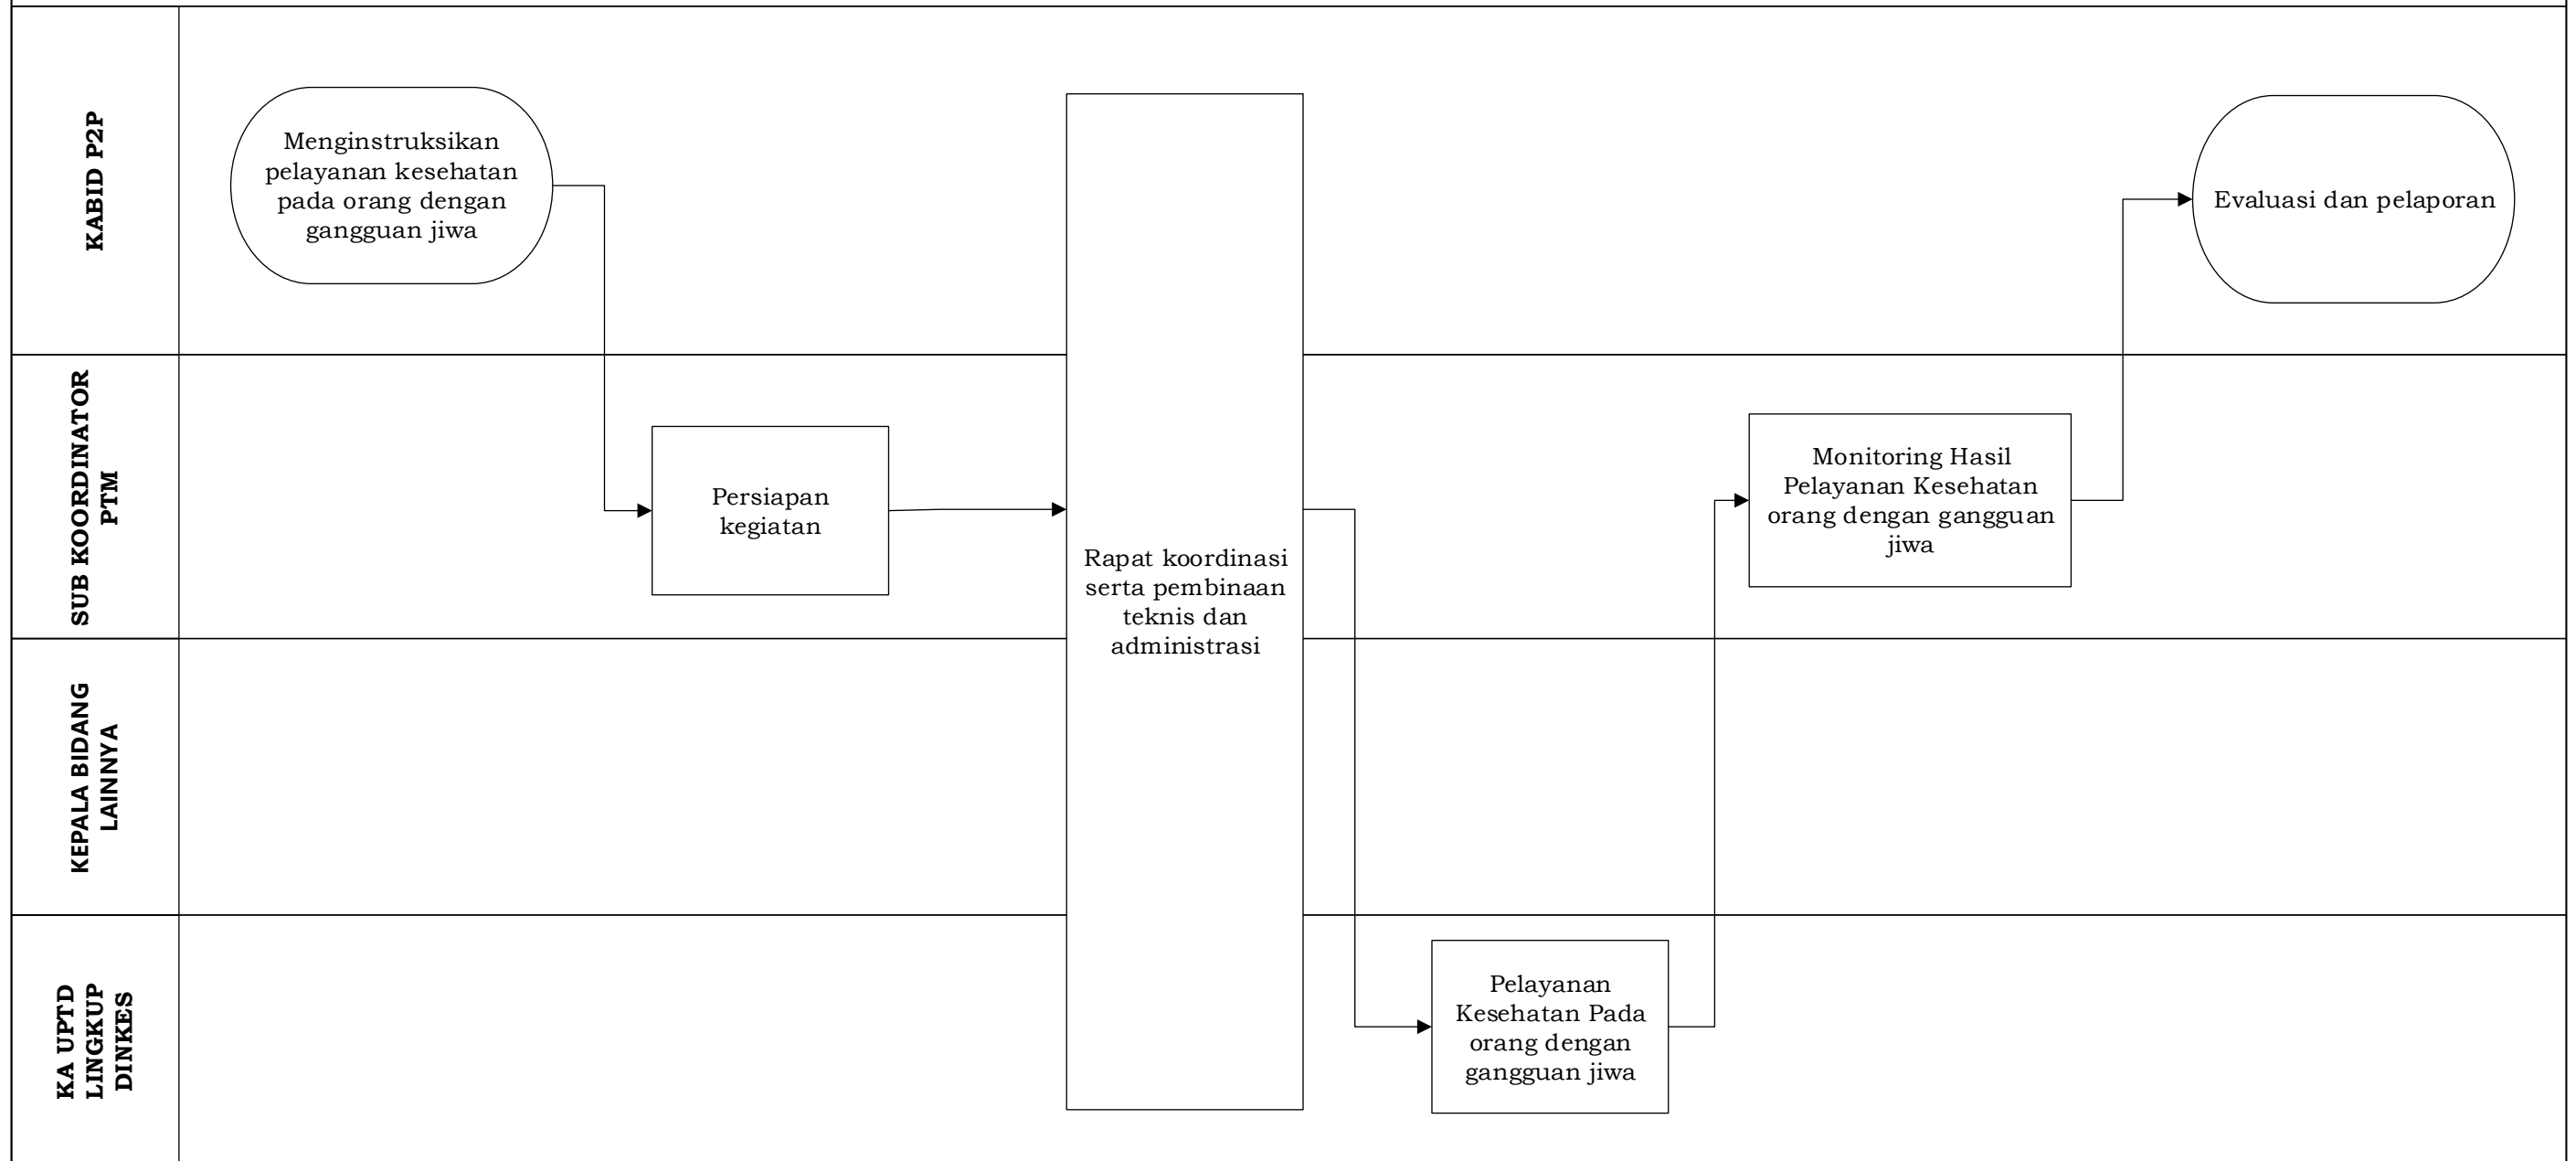 KABID P2P
Menginstruksikan
pelayanan kesehatan
pada orang dengan
gangguan jiwa
Evaluasi dan pelaporan
SUB KOORDINATOR
PTM
Persiapan
kegiatan
Rapat koordinasi
serta pembinaan
teknis dan
administrasi
Monitoring Hasil
Pelayanan Kesehatan
orang dengan gangguan
jiwa
KEPALA BIDANG
LAINNYA
KA UPTD
LINGKUP
DINKES
Pelayanan
Kesehatan Pada
orang dengan
gangguan jiwa